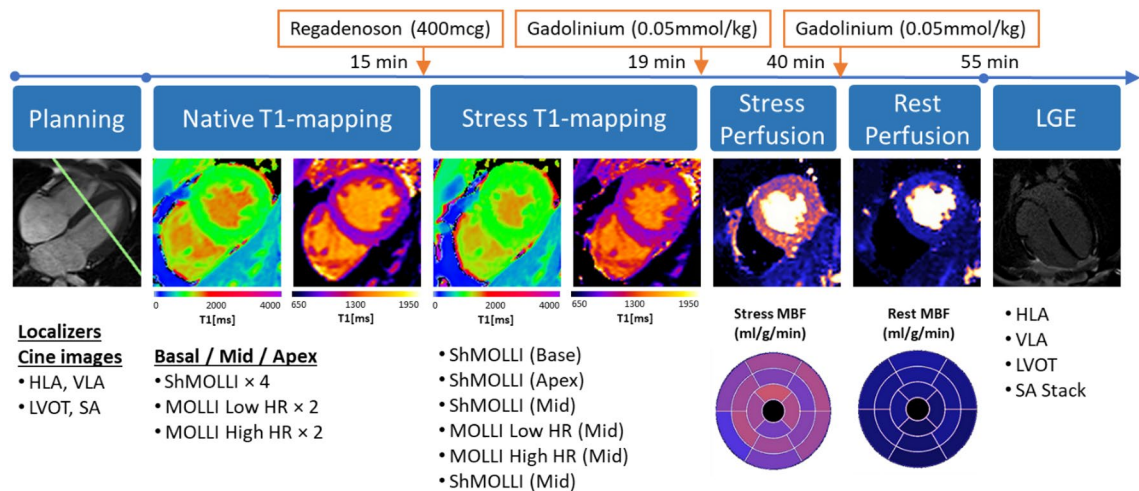 Regadenoson (400mcg)
Gadolinium (0.05mmol/kg)
Gadolinium (0.05mmol/kg)
15 min
19 min
40 min
55 min
Planning
Native T1-mapping
Stress T1-mapping
Stress
Perfusion
Rest
Perfusion
LGE
0 2000 4000
T1[ms]
650 1300 1950
T1[ms]
0 2000 4000
T1[ms]
650 1300 1950
T1[ms]
Localizers
Cine images
• HLA, VLA
• LVOT, SA
Basal / Mid / Apex
• ShMOLLI × 4
• MOLLI Low HR × 2
• MOLLI High HR × 2
• ShMOLLI (Base)
• ShMOLLI (Apex)
• ShMOLLI (Mid)
• MOLLI Low HR (Mid)
• MOLLI High HR (Mid)
• ShMOLLI (Mid)
Stress MBF
(ml/g/min)
Rest MBF
(ml/g/min)
• HLA
• VLA
• LVOT
• SA Stack